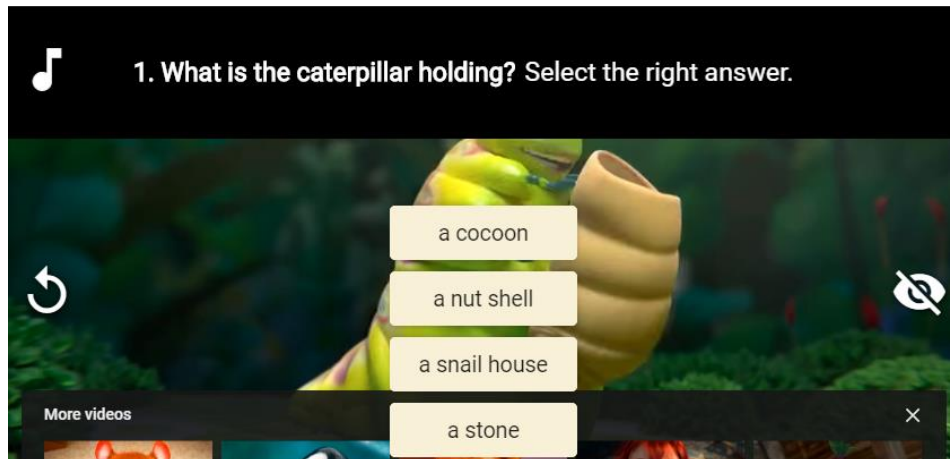 1. What is the caterpillar holding? Select the right answer.
a cocoon
a nut shell
a snail house
More videos
a stone